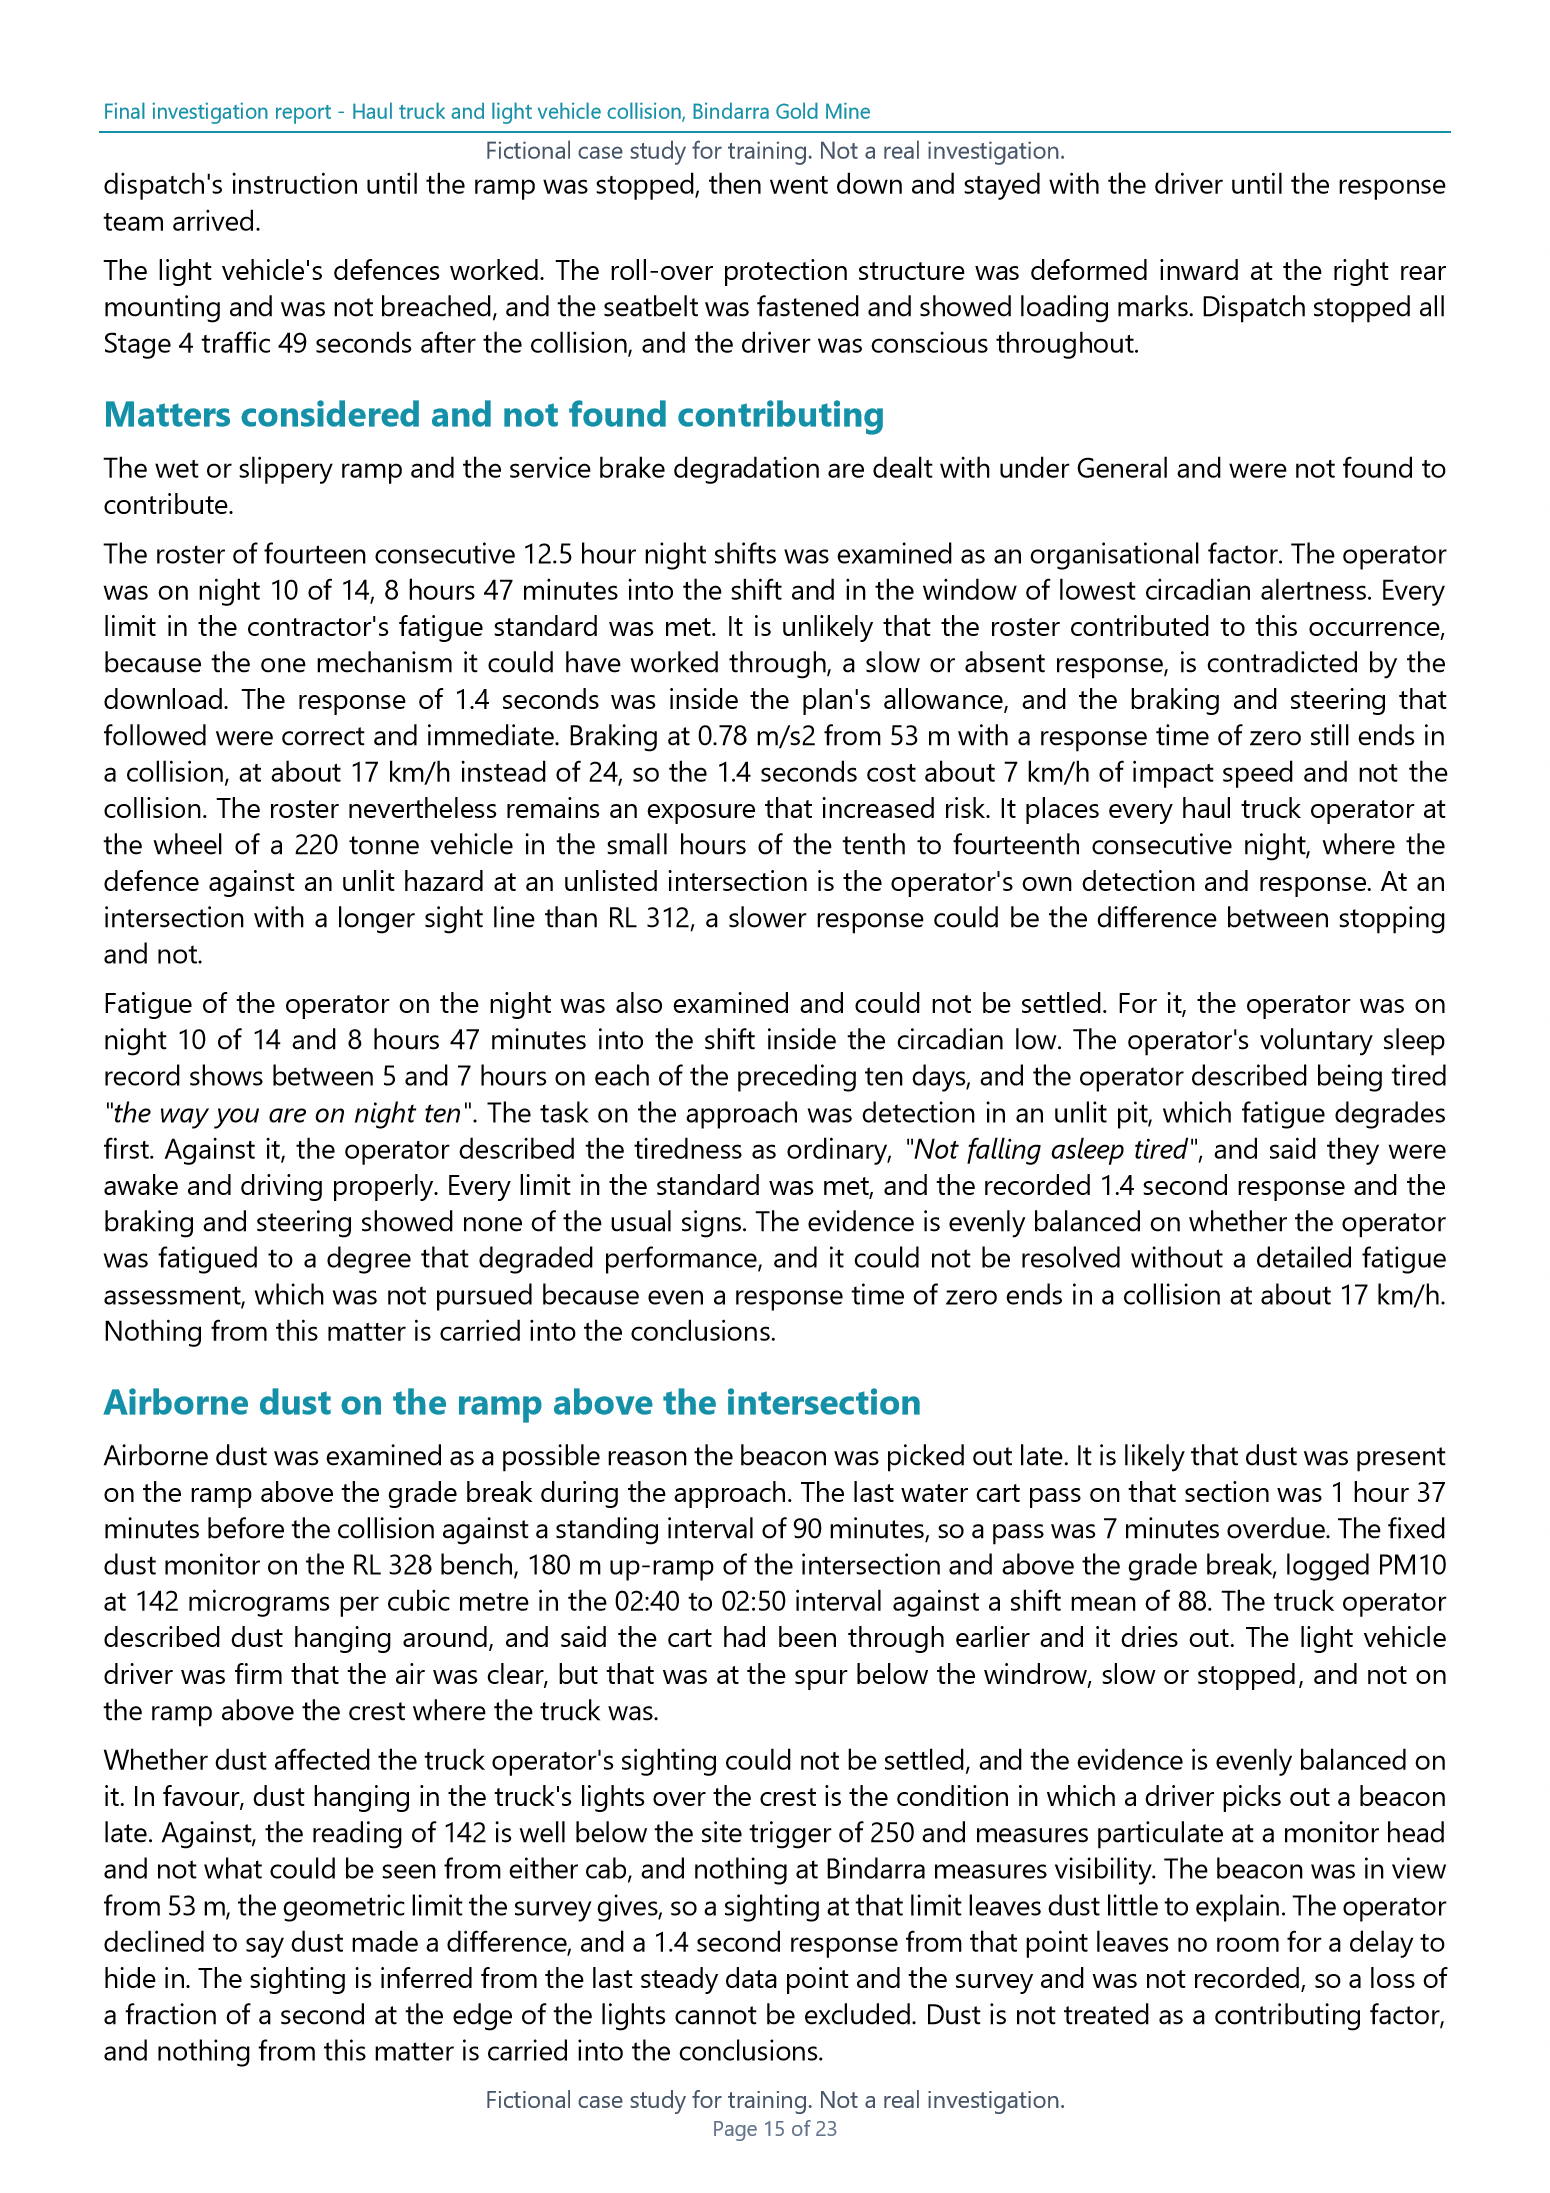 Final investigation report - Haul truck and light vehicle collision, Bindarra Gold Mine
Fictional case study for training. Not a real investigation.
dispatch's instruction until the ramp was stopped, then went down and stayed with the driver until the response
team arrived.
The light vehicle's defences worked. The roll-over protection structure was deformed inward at the right rear
mounting and was not breached, and the seatbelt was fastened and showed loading marks. Dispatch stopped all
Stage 4 traffic 49 seconds after the collision, and the driver was conscious throughout.
Matters considered and not found contributing
The wet or slippery ramp and the service brake degradation are dealt with under General and were not found to
contribute.
The roster of fourteen consecutive 12.5 hour night shifts was examined as an organisational factor. The operator
was on night 10 of 14, 8 hours 47 minutes into the shift and in the window of lowest circadian alertness. Every
limit in the contractor's fatigue standard was met. It is unlikely that the roster contributed to this occurrence,
because the one mechanism it could have worked through, a slow or absent response, is contradicted by the
download. The response of 1.4 seconds was inside the plan's allowance, and the braking and steering that
followed were correct and immediate. Braking at 0.78 m/s2 from 53 m with a response time of zero still ends in
a collision, at about 17 km/h instead of 24, so the 1.4 seconds cost about 7 km/h of impact speed and not the
collision. The roster nevertheless remains an exposure that increased risk. It places every haul truck operator at
the wheel of a 220 tonne vehicle in the small hours of the tenth to fourteenth consecutive night, where the
defence against an unlit hazard at an unlisted intersection is the operator's own detection and response. At an
intersection with a longer sight line than RL 312, a slower response could be the difference between stopping
and not.
Fatigue of the operator on the night was also examined and could not be settled. For it, the operator was on
night 10 of 14 and 8 hours 47 minutes into the shift inside the circadian low. The operator's voluntary sleep
record shows between 5 and 7 hours on each of the preceding ten days, and the operator described being tired
"the way you are on night ten". The task on the approach was detection in an unlit pit, which fatigue degrades
first. Against it, the operator described the tiredness as ordinary, "Not falling asleep tired", and said they were
awake and driving properly. Every limit in the standard was met, and the recorded 1.4 second response and the
braking and steering showed none of the usual signs. The evidence is evenly balanced on whether the operator
was fatigued to a degree that degraded performance, and it could not be resolved without a detailed fatigue
assessment, which was not pursued because even a response time of zero ends in a collision at about 17 km/h.
Nothing from this matter is carried into the conclusions.
Airborne dust on the ramp above the intersection
Airborne dust was examined as a possible reason the beacon was picked out late. It is likely that dust was present
on the ramp above the grade break during the approach. The last water cart pass on that section was 1 hour 37
minutes before the collision against a standing interval of 90 minutes, so a pass was 7 minutes overdue. The fixed
dust monitor on the RL 328 bench, 180 m up-ramp of the intersection and above the grade break, logged PM10
at 142 micrograms per cubic metre in the 02:40 to 02:50 interval against a shift mean of 88. The truck operator
described dust hanging around, and said the cart had been through earlier and it dries out. The light vehicle
driver was firm that the air was clear, but that was at the spur below the windrow, slow or stopped, and not on
the ramp above the crest where the truck was.
Whether dust affected the truck operator's sighting could not be settled, and the evidence is evenly balanced on
it. In favour, dust hanging in the truck's lights over the crest is the condition in which a driver picks out a beacon
late. Against, the reading of 142 is well below the site trigger of 250 and measures particulate at a monitor head
and not what could be seen from either cab, and nothing at Bindarra measures visibility. The beacon was in view
from 53 m, the geometric limit the survey gives, so a sighting at that limit leaves dust little to explain. The operator
declined to say dust made a difference, and a 1.4 second response from that point leaves no room for a delay to
hide in. The sighting is inferred from the last steady data point and the survey and was not recorded, so a loss of
a fraction of a second at the edge of the lights cannot be excluded. Dust is not treated as a contributing factor,
and nothing from this matter is carried into the conclusions.
Fictional case study for training. Not a real investigation.
Page 15 of 23